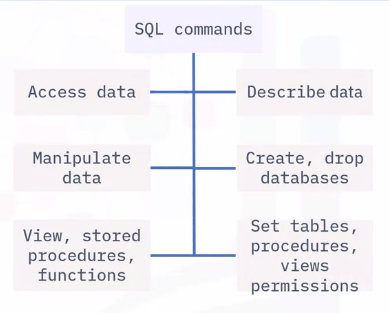 SQL commands
Access data
Describe data
Manipulate
data
Create, drop
databases
View, stored
procedures,
functions
Set tables,
procedures,
views
permissions